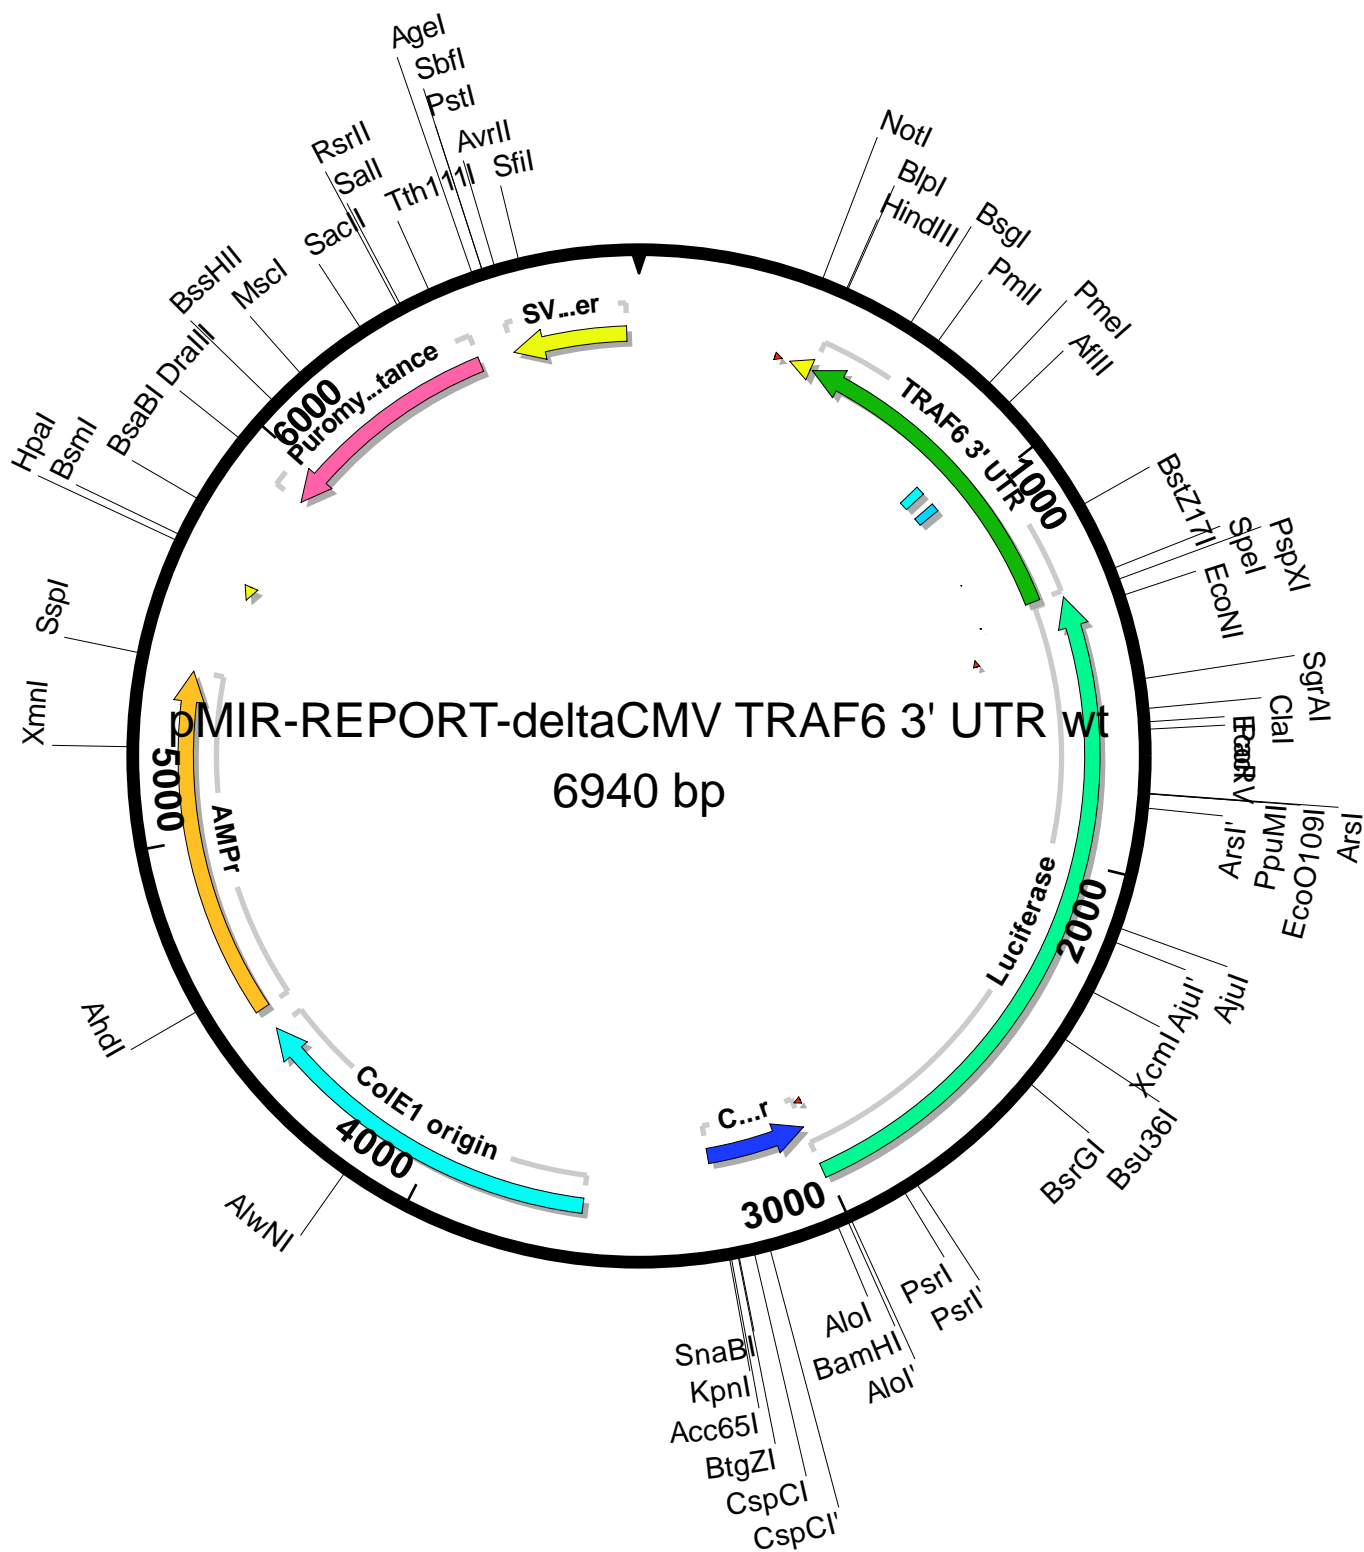 AgeI
SbfI
PstI
AvrII
SfiI
Tth111I
RsrII
SalI
SacII
BssHII
MscI
DraIII
BsaBI
HpaI
BsmI
SspI
XmnI
AhdI
AlwNI
NotI
BlpI
HindIII
BsgI
PmlI
PmeI
AflII
BstZ17I
SpeI
PspXI
EcoNI
SgrAI
ClaI
EcoRV
ArsI
EcoO109I
PpuMI
ArsI'
AjuI
AjuI'
XcmI
Bsu36I
BsrGI
PsrI'
PsrI
AloI
BamHI
AloI'
SnaBI
KpnI
Acc65I
BtgZI
CspCI
CspCI'
SV...er
Puromy...tance
TRAF6 3' UTR
Luciferase
C...r
ColE1 origin
AMPr
1000
2000
3000
4000
5000
6000
pMIR-REPORT-deltaCMV TRAF6 3' UTR wt
6940 bp